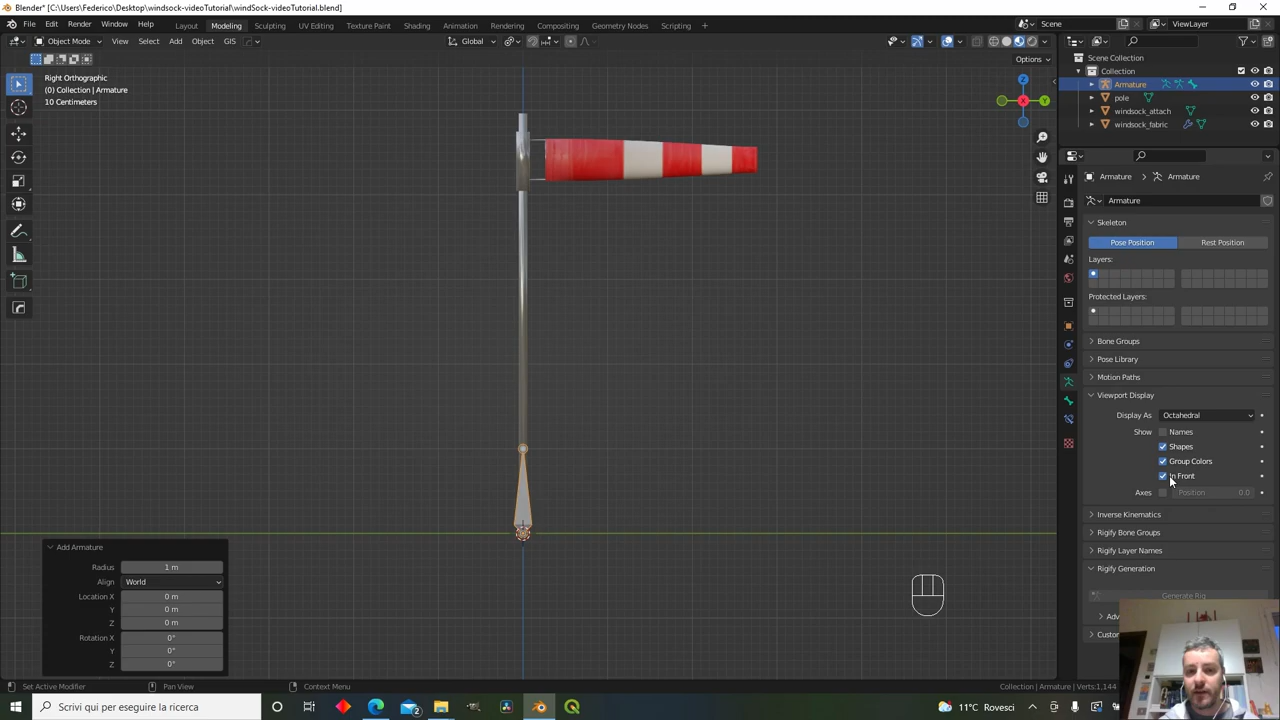 Blender* [C:\Users\Federico\Desktop\windsock-videoTutorial\windSock-videoTutorial.blend]
File Edit Render Window Help Layout Modeling Sculpting UV Editing Texture Paint Shading Animation Rendering Compositing Geometry Nodes Scripting Scene ViewLayer
Object Mode View Select Add Object GIS Global
Options
Right Orthographic
(0) Collection | Armature
10 Centimeters
Z
X
Y
Scene Collection
Collection
Armature
pole
windsock_attach
windsock_fabric
Armature > Armature
Armature
Skeleton
Pose Position Rest Position
Layers:
Protected Layers:
Bone Groups
Pose Library
Motion Paths
Viewport Display
Display As Octahedral
Show Names
Shapes
Group Colors
In Front
Axes Position 0.0
Inverse Kinematics
Rigify Bone Groups
Rigify Layer Names
Rigify Generation
Generate Rig
Adv
Custo
Add Armature
Radius 1 m
Align World
Location X 0 m
Y 0 m
Z 0 m
Rotation X 0°
Y 0°
Z 0°
Set Active Modifier Pan View Context Menu Collection | Armature | Verts:1,144
Scrivi qui per eseguire la ricerca
2
11°C Rovesci